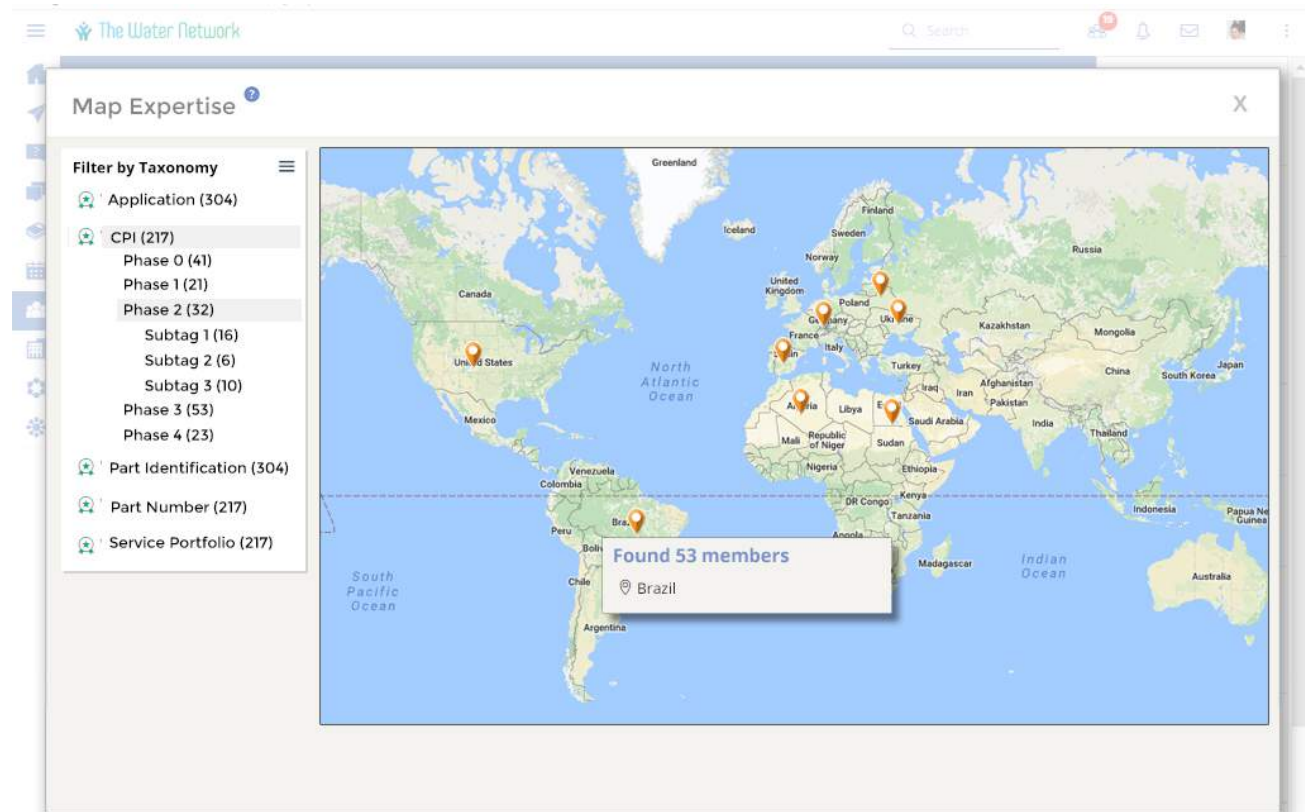 The Water Network
Search
15
Map Expertise ?
X
Filter by Taxonomy
Application (304)
CPI (217)
Phase 0 (41)
Phase 1 (21)
Phase 2 (32)
Subtag 1 (16)
Subtag 2 (6)
Subtag 3 (10)
Phase 3 (53)
Phase 4 (23)
Part Identification (304)
Part Number (217)
Service Portfolio (217)
Greenland
Iceland
Finland
Sweden
Norway
Russia
United
Kingdom
Canada
Poland
France
Kazakhstan
Mongolia
Italy
United States
North
Atlantic
Ocean
Turkey
China
South Korea
Japan
Iraq
Iran
Afghanistan
Pakistan
Libya
Saudi Arabia
India
Mexico
Mali
Republic
of Niger
Sudan
Thailand
Nigeria
Ethiopia
Venezuela
Colombia
DR Congo
Kenya
Tanzania
Indonesia
Papua Ne
Guinea
Peru
Angola
Madagascar
Indian
Ocean
Australia
South
Pacific
Ocean
Chile
Argentina
Found 53 members
Brazil